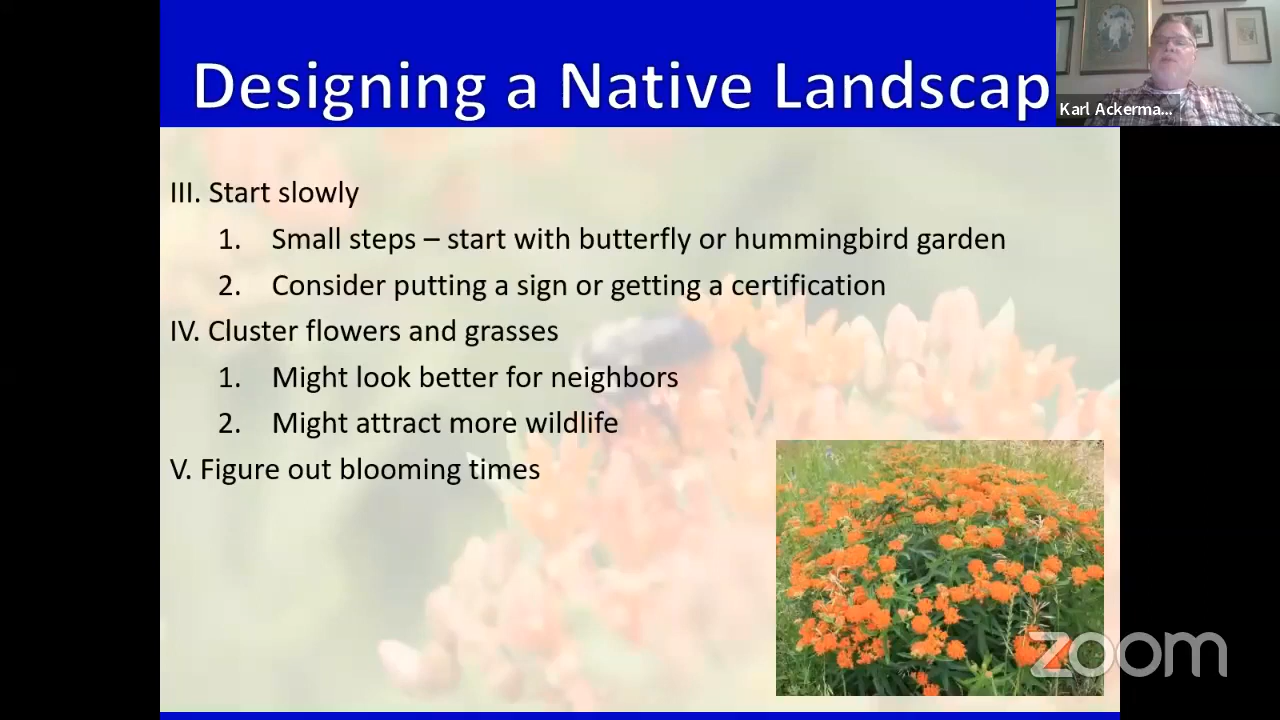 Designing a Native Landscap
Karl Ackerma...
III. Start slowly
1. Small steps – start with butterfly or hummingbird garden
2. Consider putting a sign or getting a certification
IV. Cluster flowers and grasses
1. Might look better for neighbors
2. Might attract more wildlife
V. Figure out blooming times
zoom